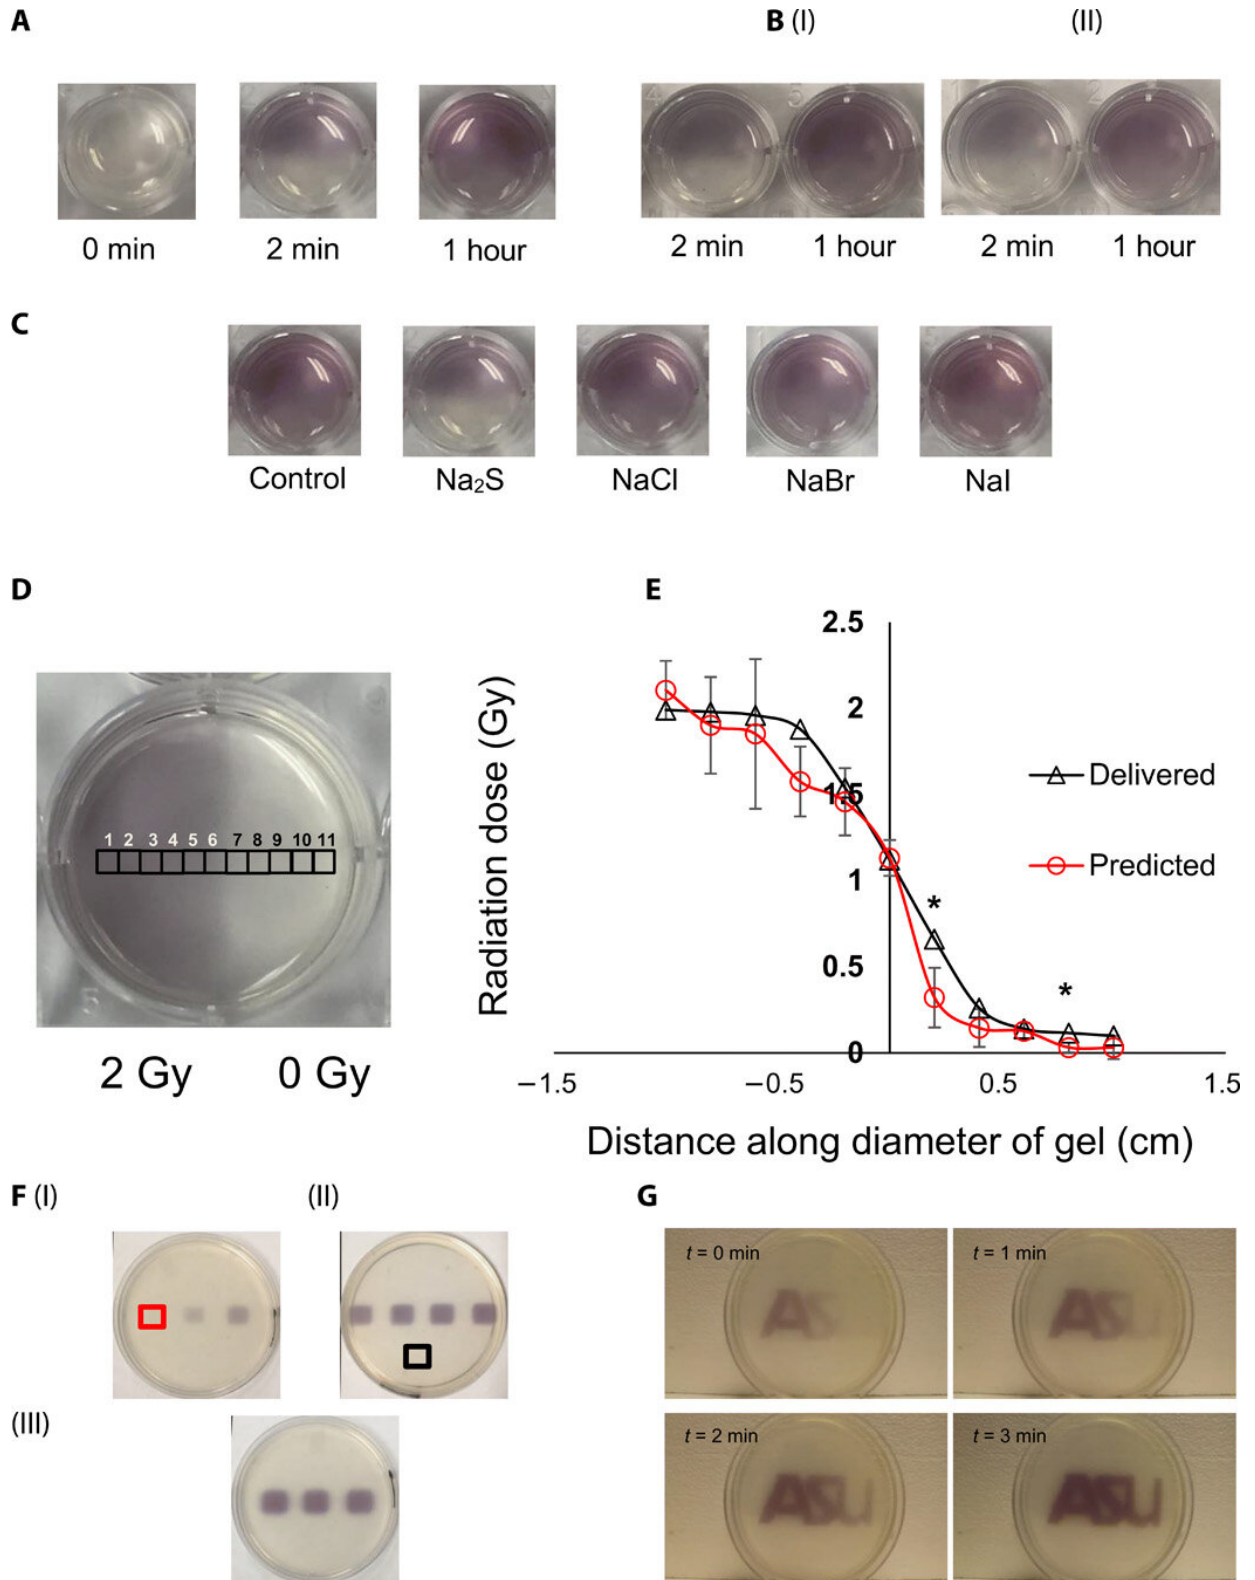 A
B (I)
(II)
0 min
2 min
1 hour
2 min
1 hour
2 min
1 hour
C
Control
Na₂S
NaCl
NaBr
NaI
D
1 2 3 4 5 6 7 8 9 10 11
2 Gy
0 Gy
E
Radiation dose (Gy)
2.5
2
1.5
1
0.5
0
−1.5
−0.5
0.5
1.5
*
*
Delivered
Predicted
Distance along diameter of gel (cm)
F (I)
(II)
(III)
G
t = 0 min
ASU
t = 1 min
ASU
t = 2 min
ASU
t = 3 min
ASU